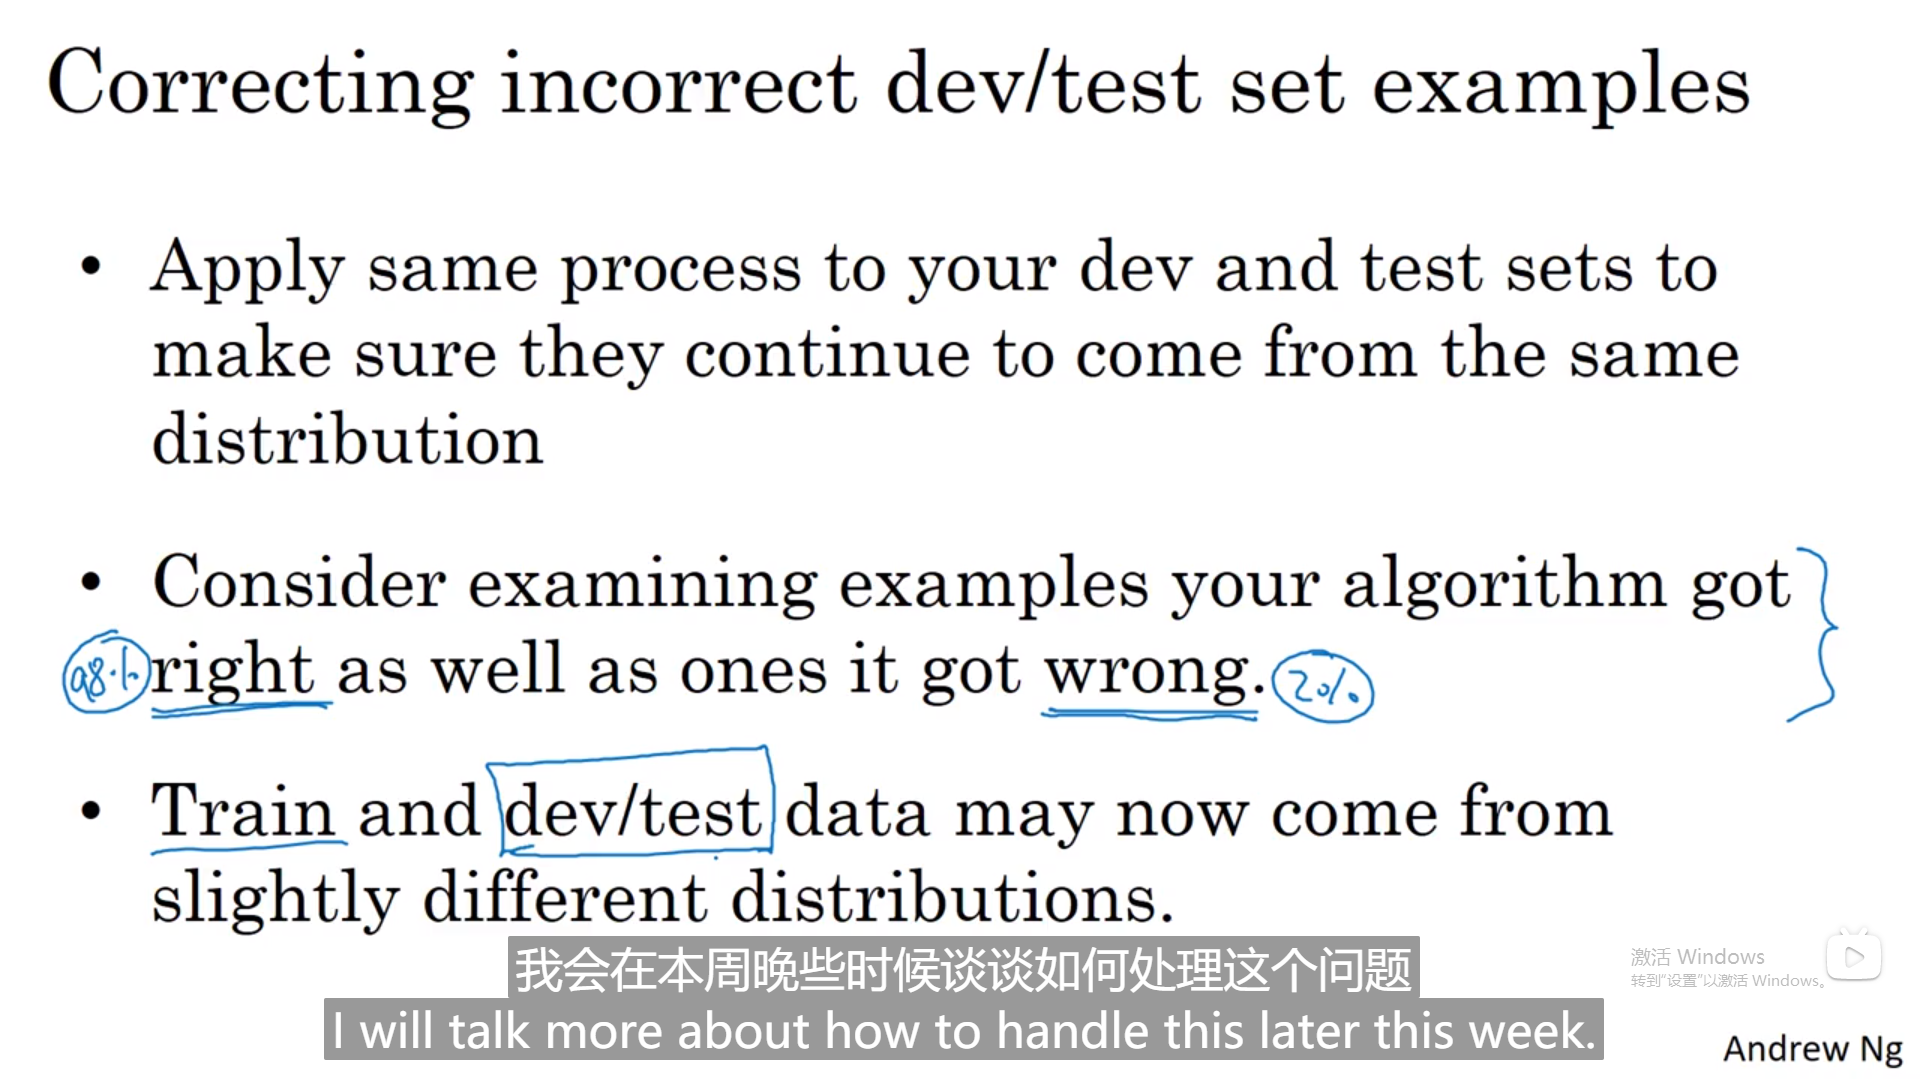 Correcting incorrect dev/test set examples
• Apply same process to your dev and test sets to
make sure they continue to come from the same
distribution
• Consider examining examples your algorithm got
98% right as well as ones it got wrong. 2%
• Train and dev/test data may now come from
slightly different distributions.
我会在本周晚些时候谈谈如何处理这个问题
I will talk more about how to handle this later this week.
激活 Windows
转到“设置”以激活 Windows。
Andrew Ng